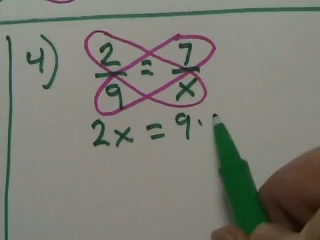 4) 2/9 = 7/x
2x = 9·